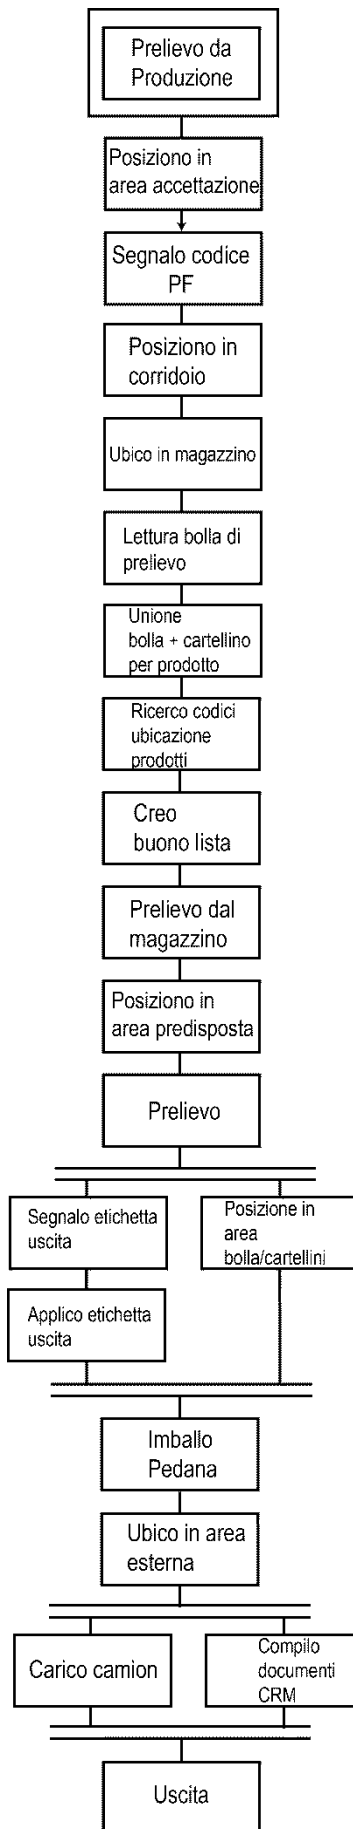 Prelievo da
Produzione
Posiziono in
area accettazione
Segnalo codice
PF
Posiziono in
corridoio
Ubico in magazzino
Lettura bolla di
prelievo
Unione
bolla + cartellino
per prodotto
Ricerco codici
ubicazione
prodotti
Creo
buono lista
Prelievo dal
magazzino
Posiziono in
area predisposta
Prelievo
Segnalo etichetta
uscita
Posizione in
area
bolla/cartellini
Applico etichetta
uscita
Imballo
Pedana
Ubico in area
esterna
Carico camion
Compilo
documenti
CRM
Uscita